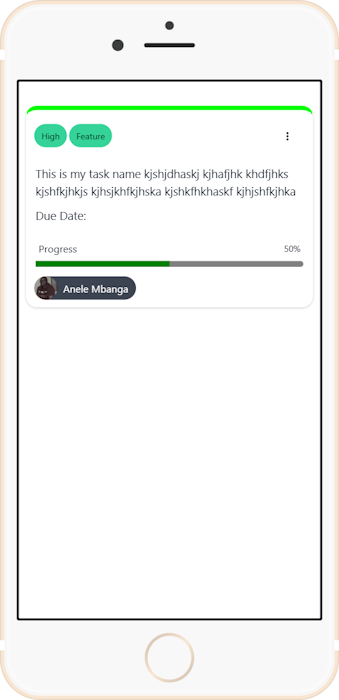 High Feature
This is my task name kjshjdhaskj kjhafjhk khdfjhks
kjshfkjhkjs kjhsjkhfkjhska kjshkfhkhaskf kjhjshfkjhka
Due Date:
Progress 50%
Anele Mbanga